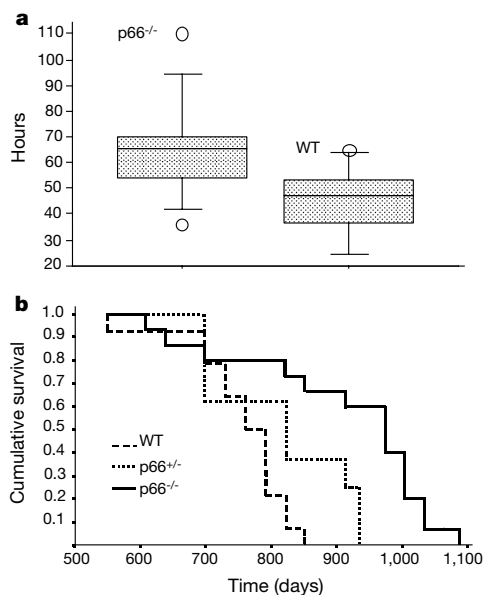 a
110
p66-/-
100
90
80
70
WT
60
50
40
30
20
Hours
b
1.0
0.9
0.8
0.7
0.6
0.5
0.4
0.3
0.2
0.1
Cumulative survival
WT
p66+/-
p66-/-
500 600 700 800 900 1,000 1,100
Time (days)